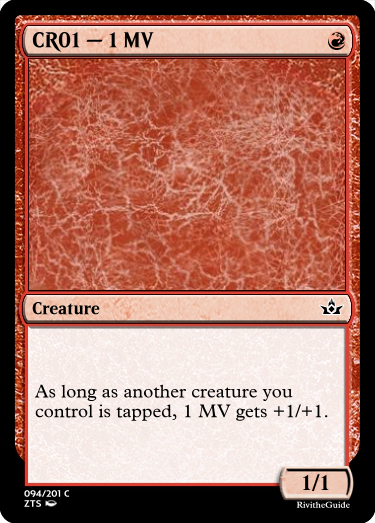 CR01 — 1 MV
Creature
As long as another creature you
control is tapped, 1 MV gets +1/+1.
1/1
094/201 C
ZTS
RivitheGuide